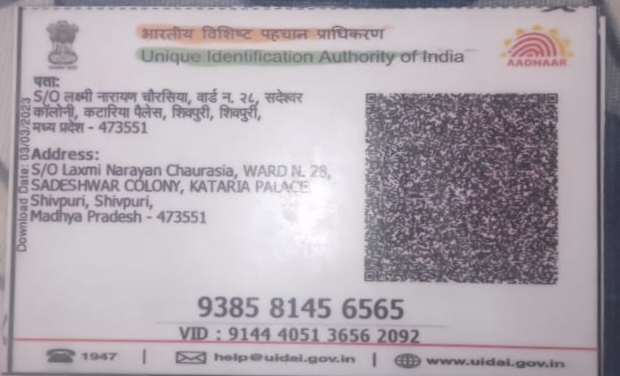 भारतीय विशिष्ट पहचान प्राधिकरण
Unique Identification Authority of India
AADHAAR
पता:
S/O लक्ष्मी नारायण चौरसिया, वार्ड न. २८, सदेश्वर
कॉलोनी, कटारिया पैलेस, शिवपुरी, शिवपुरी,
मध्य प्रदेश - 473551
Address:
S/O Laxmi Narayan Chaurasia, WARD N. 28,
SADESHWAR COLONY, KATARIA PALACE,
Shivpuri, Shivpuri,
Madhya Pradesh - 473551
Download Date: 03/03/2023
9385 8145 6565
VID : 9144 4051 3656 2092
1947 | help@uidai.gov.in | www.uidai.gov.in